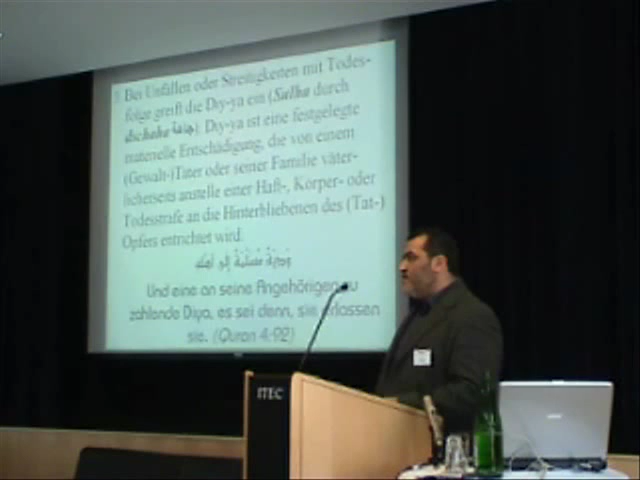 Bei Unfällen oder Streitigkeiten mit Todes-
folge greift die Diy-ya ein (Sulha durch
dschaha جاهة). Diy-ya ist eine festgelegte
materielle Entschädigung, die von einem
(Gewalt-)Täter oder seiner Familie väter-
licherseits anstelle einer Haft-, Körper- oder
Todesstrafe an die Hinterbliebenen des (Tat-)
Opfers entrichtet wird.
وَدِيَةٌ مُسَلَّمَةٌ إِلَى أَهْلِهِ
Und eine an seine Angehörigen zu
zahlende Diya, es sei denn, sie erlassen
sie. (Quran 4:92)
ITEC